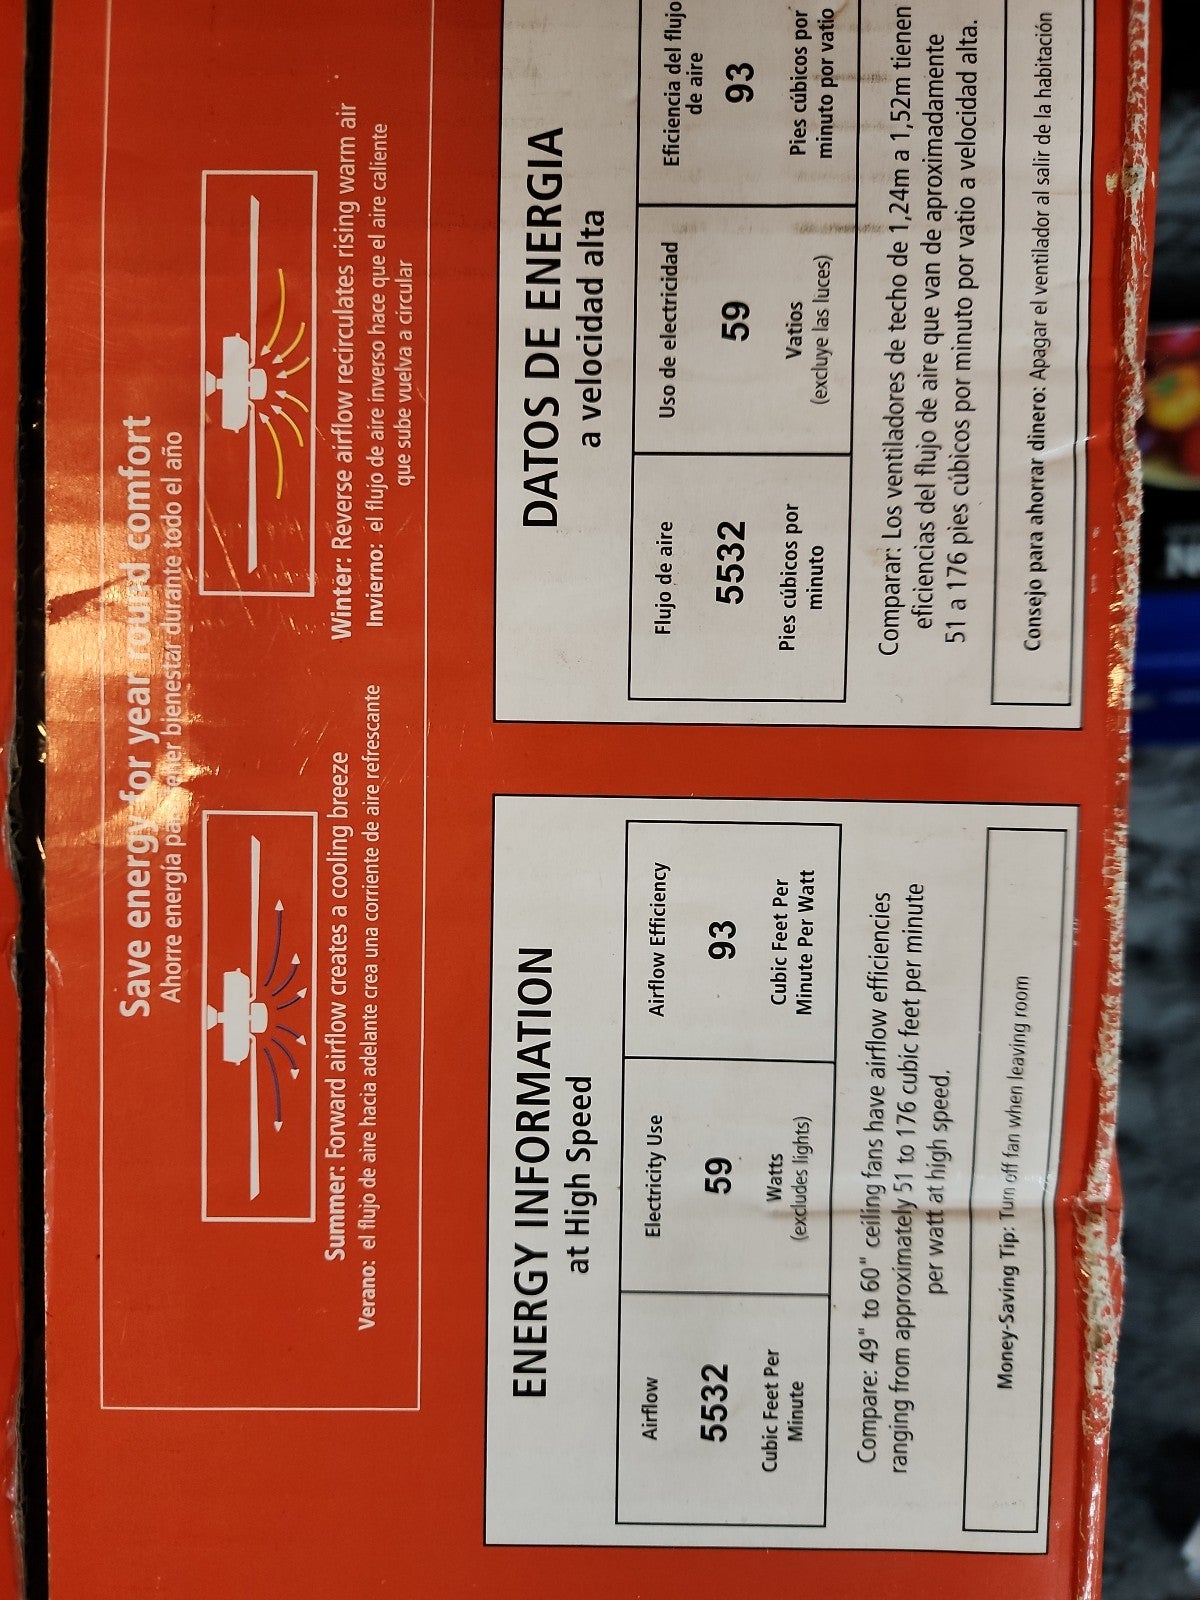 Save energy for year round comfort
Ahorre energía para tener bienestar durante todo el año
Summer: Forward airflow creates a cooling breeze
Verano: el flujo de aire hacia adelante crea una corriente de aire refrescante
Winter: Reverse airflow recirculates rising warm air
Invierno: el flujo de aire inverso hace que el aire caliente
que sube vuelva a circular
ENERGY INFORMATION
at High Speed
Airflow
5532
Cubic Feet Per
Minute
Electricity Use
59
Watts
(excludes lights)
Airflow Efficiency
93
Cubic Feet Per
Minute Per Watt
Compare: 49" to 60" ceiling fans have airflow efficiencies
ranging from approximately 51 to 176 cubic feet per minute
per watt at high speed.
Money-Saving Tip: Turn off fan when leaving room
DATOS DE ENERGIA
a velocidad alta
Flujo de aire
5532
Pies cúbicos por
minuto
Uso de electricidad
59
Vatios
(excluye las luces)
Eficiencia del flujo
de aire
93
Pies cúbicos por
minuto por vatio
Comparar: Los ventiladores de techo de 1,24m a 1,52m tienen
eficiencias del flujo de aire que van de aproximadamente
51 a 176 pies cúbicos por minuto por vatio a velocidad alta.
Consejo para ahorrar dinero: Apagar el ventilador al salir de la habitación